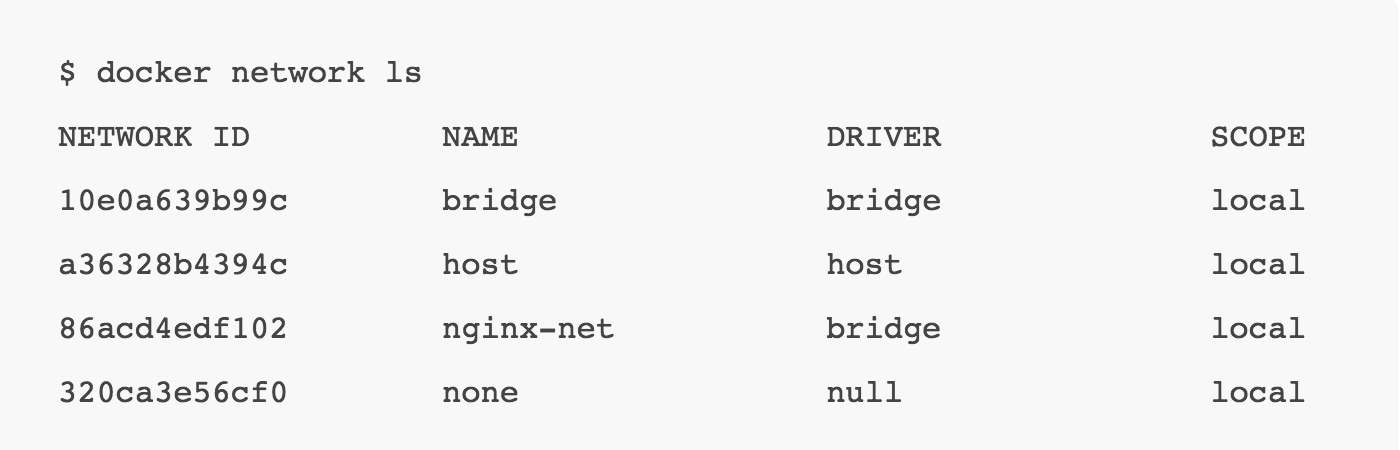 $ docker network ls
NETWORK ID        NAME                DRIVER              SCOPE
10e0a639b99c        bridge              bridge              local
a36328b4394c        host                host                local
86acd4edf102        nginx-net           bridge              local
320ca3e56cf0        none                null                local